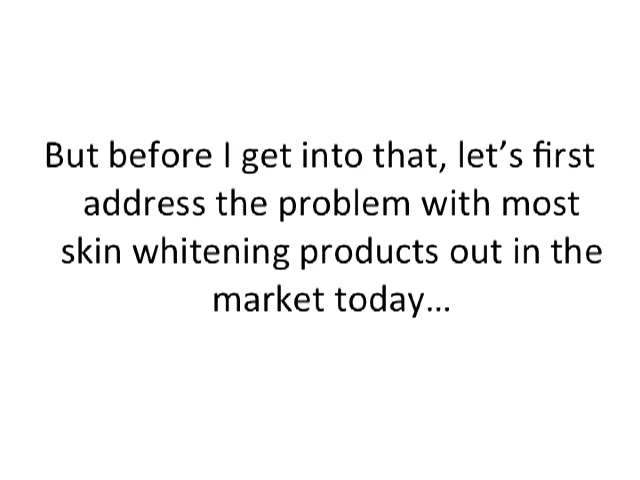 But before I get into that, let’s first
address the problem with most
skin whitening products out in the
market today…